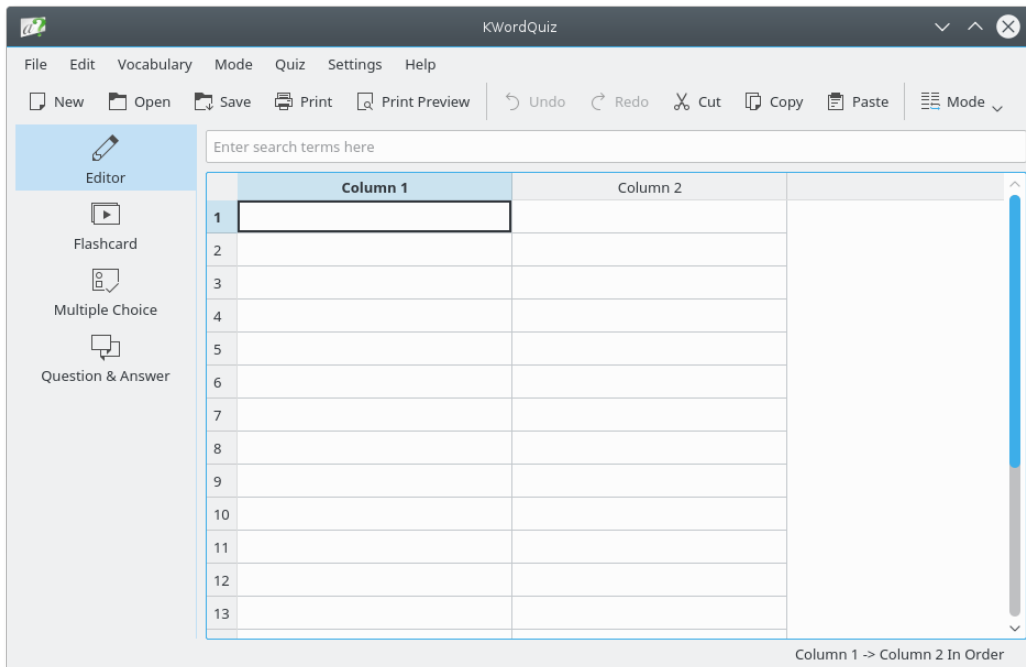 KWordQuiz
File Edit Vocabulary Mode Quiz Settings Help
New Open Save Print Print Preview Undo Redo Cut Copy Paste Mode
Editor
Flashcard
Multiple Choice
Question & Answer
Enter search terms here
Column 1 Column 2
1
2
3
4
5
6
7
8
9
10
11
12
13
Column 1 -> Column 2 In Order